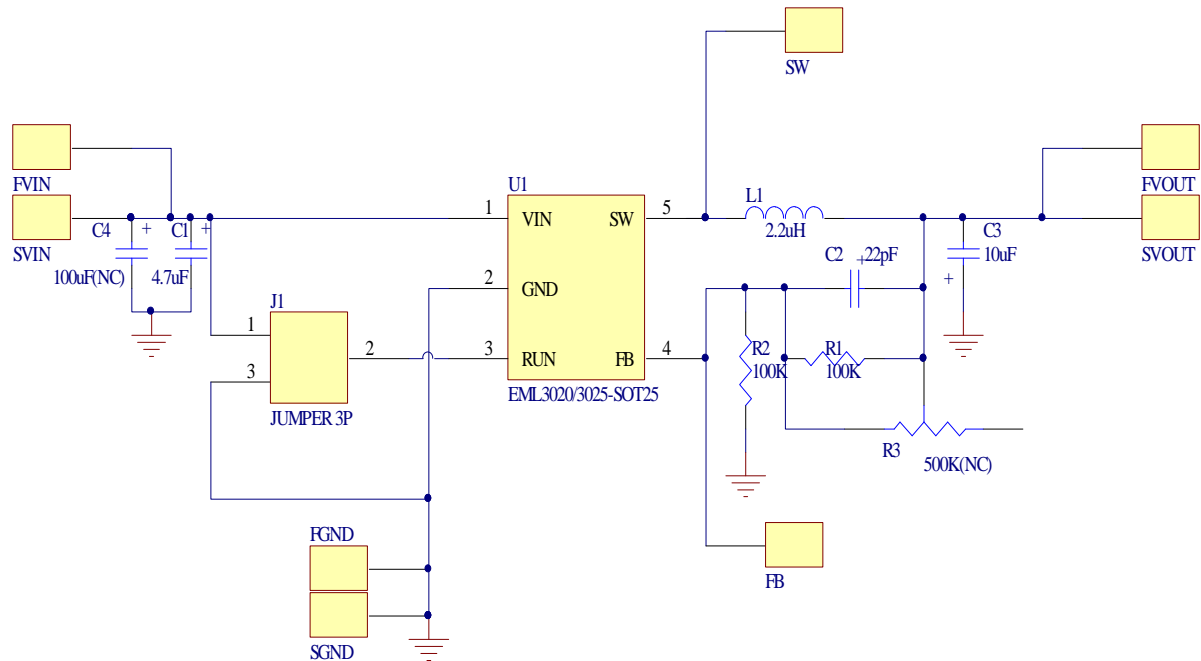 SW
FVIN
FVOUT
U1
L1
C4
+
C1
+
1
VIN
SW
5
C3
SVIN
2.2uH
SVOUT
100uF(NC)
4.7uF
C2
+
22pF
10uF
+
2
GND
J1
1
2
3
RUN
FB
4
R2
R1
3
100K
100K
JUMPER 3P
EML3020/3025-SOT25
R3
500K(NC)
FGND
FB
SGND